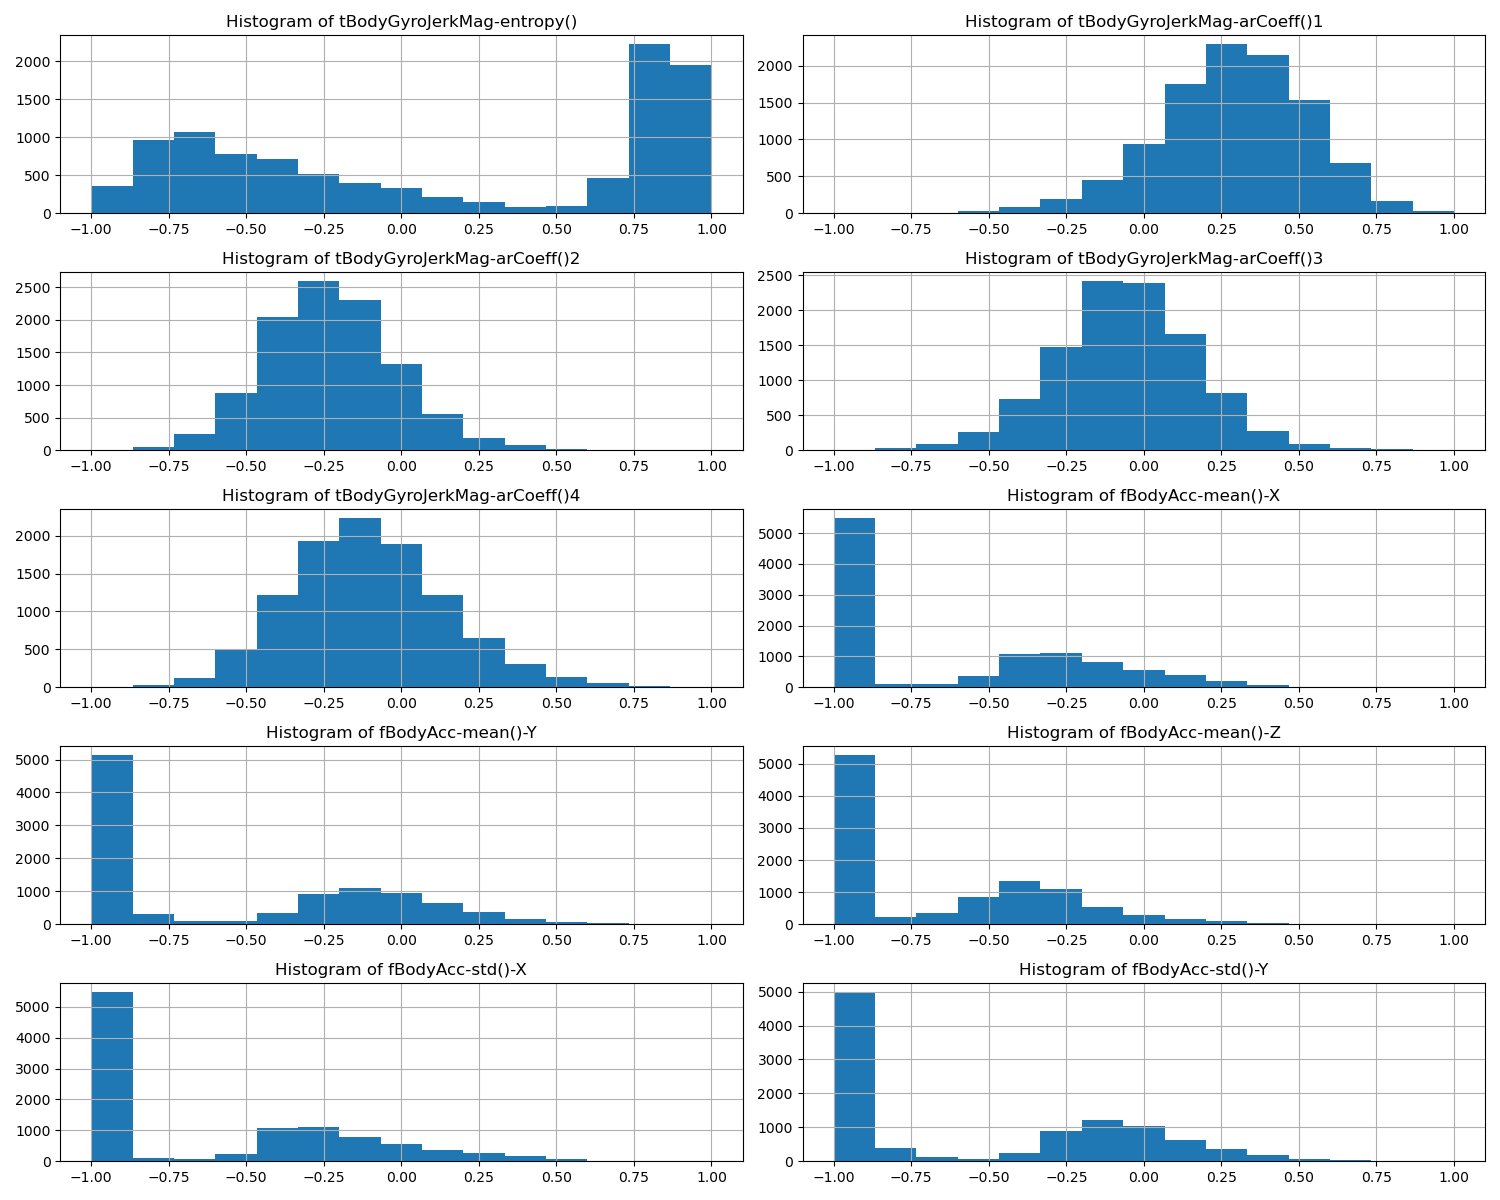 Histogram of tBodyGyroJerkMag-entropy()
2000
1500
1000
500
0
−1.00 −0.75 −0.50 −0.25 0.00 0.25 0.50 0.75 1.00
Histogram of tBodyGyroJerkMag-arCoeff()1
2000
1500
1000
500
0
−1.00 −0.75 −0.50 −0.25 0.00 0.25 0.50 0.75 1.00
Histogram of tBodyGyroJerkMag-arCoeff()2
2500
2000
1500
1000
500
0
−1.00 −0.75 −0.50 −0.25 0.00 0.25 0.50 0.75 1.00
Histogram of tBodyGyroJerkMag-arCoeff()3
2500
2000
1500
1000
500
0
−1.00 −0.75 −0.50 −0.25 0.00 0.25 0.50 0.75 1.00
Histogram of tBodyGyroJerkMag-arCoeff()4
2000
1500
1000
500
0
−1.00 −0.75 −0.50 −0.25 0.00 0.25 0.50 0.75 1.00
Histogram of fBodyAcc-mean()-X
5000
4000
3000
2000
1000
0
−1.00 −0.75 −0.50 −0.25 0.00 0.25 0.50 0.75 1.00
Histogram of fBodyAcc-mean()-Y
5000
4000
3000
2000
1000
0
−1.00 −0.75 −0.50 −0.25 0.00 0.25 0.50 0.75 1.00
Histogram of fBodyAcc-mean()-Z
5000
4000
3000
2000
1000
0
−1.00 −0.75 −0.50 −0.25 0.00 0.25 0.50 0.75 1.00
Histogram of fBodyAcc-std()-X
5000
4000
3000
2000
1000
0
−1.00 −0.75 −0.50 −0.25 0.00 0.25 0.50 0.75 1.00
Histogram of fBodyAcc-std()-Y
5000
4000
3000
2000
1000
0
−1.00 −0.75 −0.50 −0.25 0.00 0.25 0.50 0.75 1.00